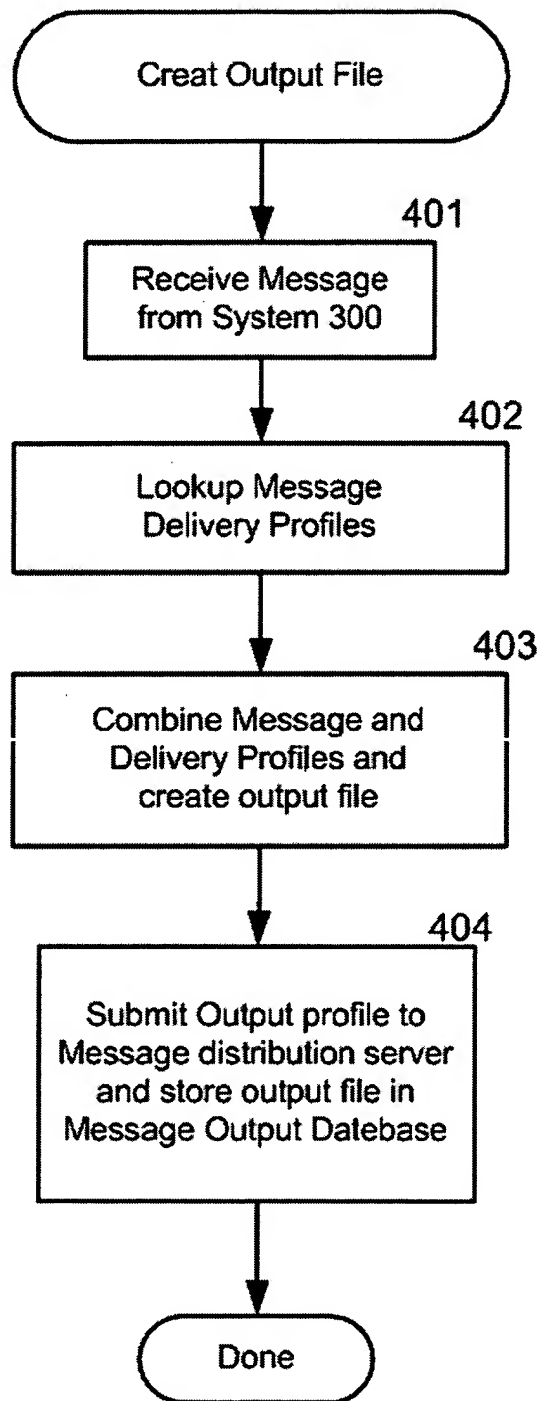 Creat Output File
401
Receive Message
from System 300
402
Lookup Message
Delivery Profiles
403
Combine Message and
Delivery Profiles and
create output file
404
Submit Output profile to
Message distribution server
and store output file in
Message Output Datebase
Done